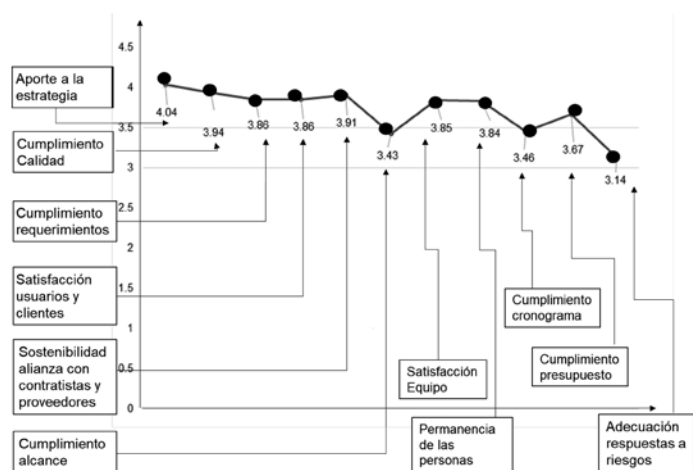 4.5
4
3.5
3
2.5
2
1.5
1
0.5
0
4.04
3.94
3.86
3.86
3.91
3.43
3.85
3.84
3.46
3.67
3.14
Aporte a la
estrategia
Cumplimiento
Calidad
Cumplimiento
requerimientos
Satisfacción
usuarios y
clientes
Sostenibilidad
alianza con
contratistas y
proveedores
Cumplimiento
alcance
Satisfacción
Equipo
Permanencia
de las
personas
Cumplimiento
cronograma
Cumplimiento
presupuesto
Adecuación
respuestas a
riesgos